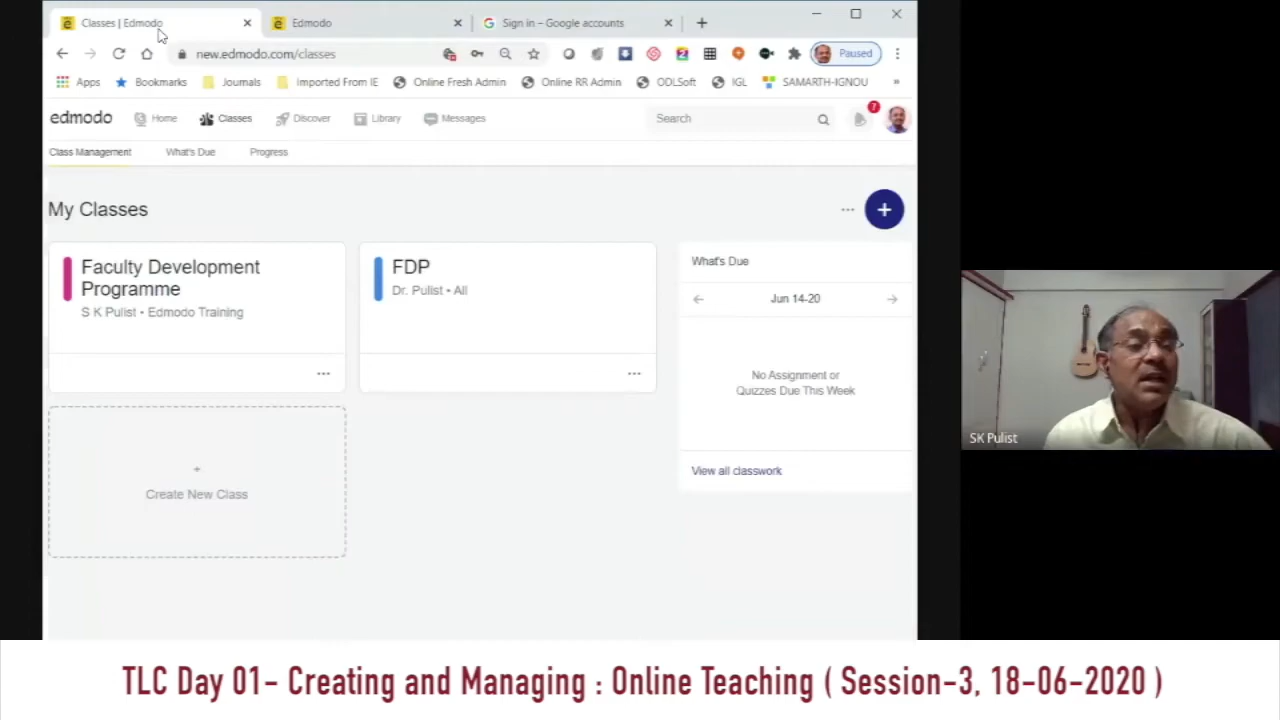 Classes | Edmodo
Edmodo
Sign in – Google accounts
new.edmodo.com/classes
Paused
Apps
Bookmarks
Journals
Imported From IE
Online Fresh Admin
Online RR Admin
ODLSoft
IGL
SAMARTH-IGNOU
»
edmodo
Home
Classes
Discover
Library
Messages
Search
7
Class Management
What's Due
Progress
My Classes
Faculty Development
Programme
S K Pulist • Edmodo Training
FDP
Dr. Pulist • All
What's Due
Jun 14-20
No Assignment or
Quizzes Due This Week
View all classwork
+
Create New Class
SK Pulist
TLC Day 01- Creating and Managing : Online Teaching ( Session-3, 18-06-2020 )